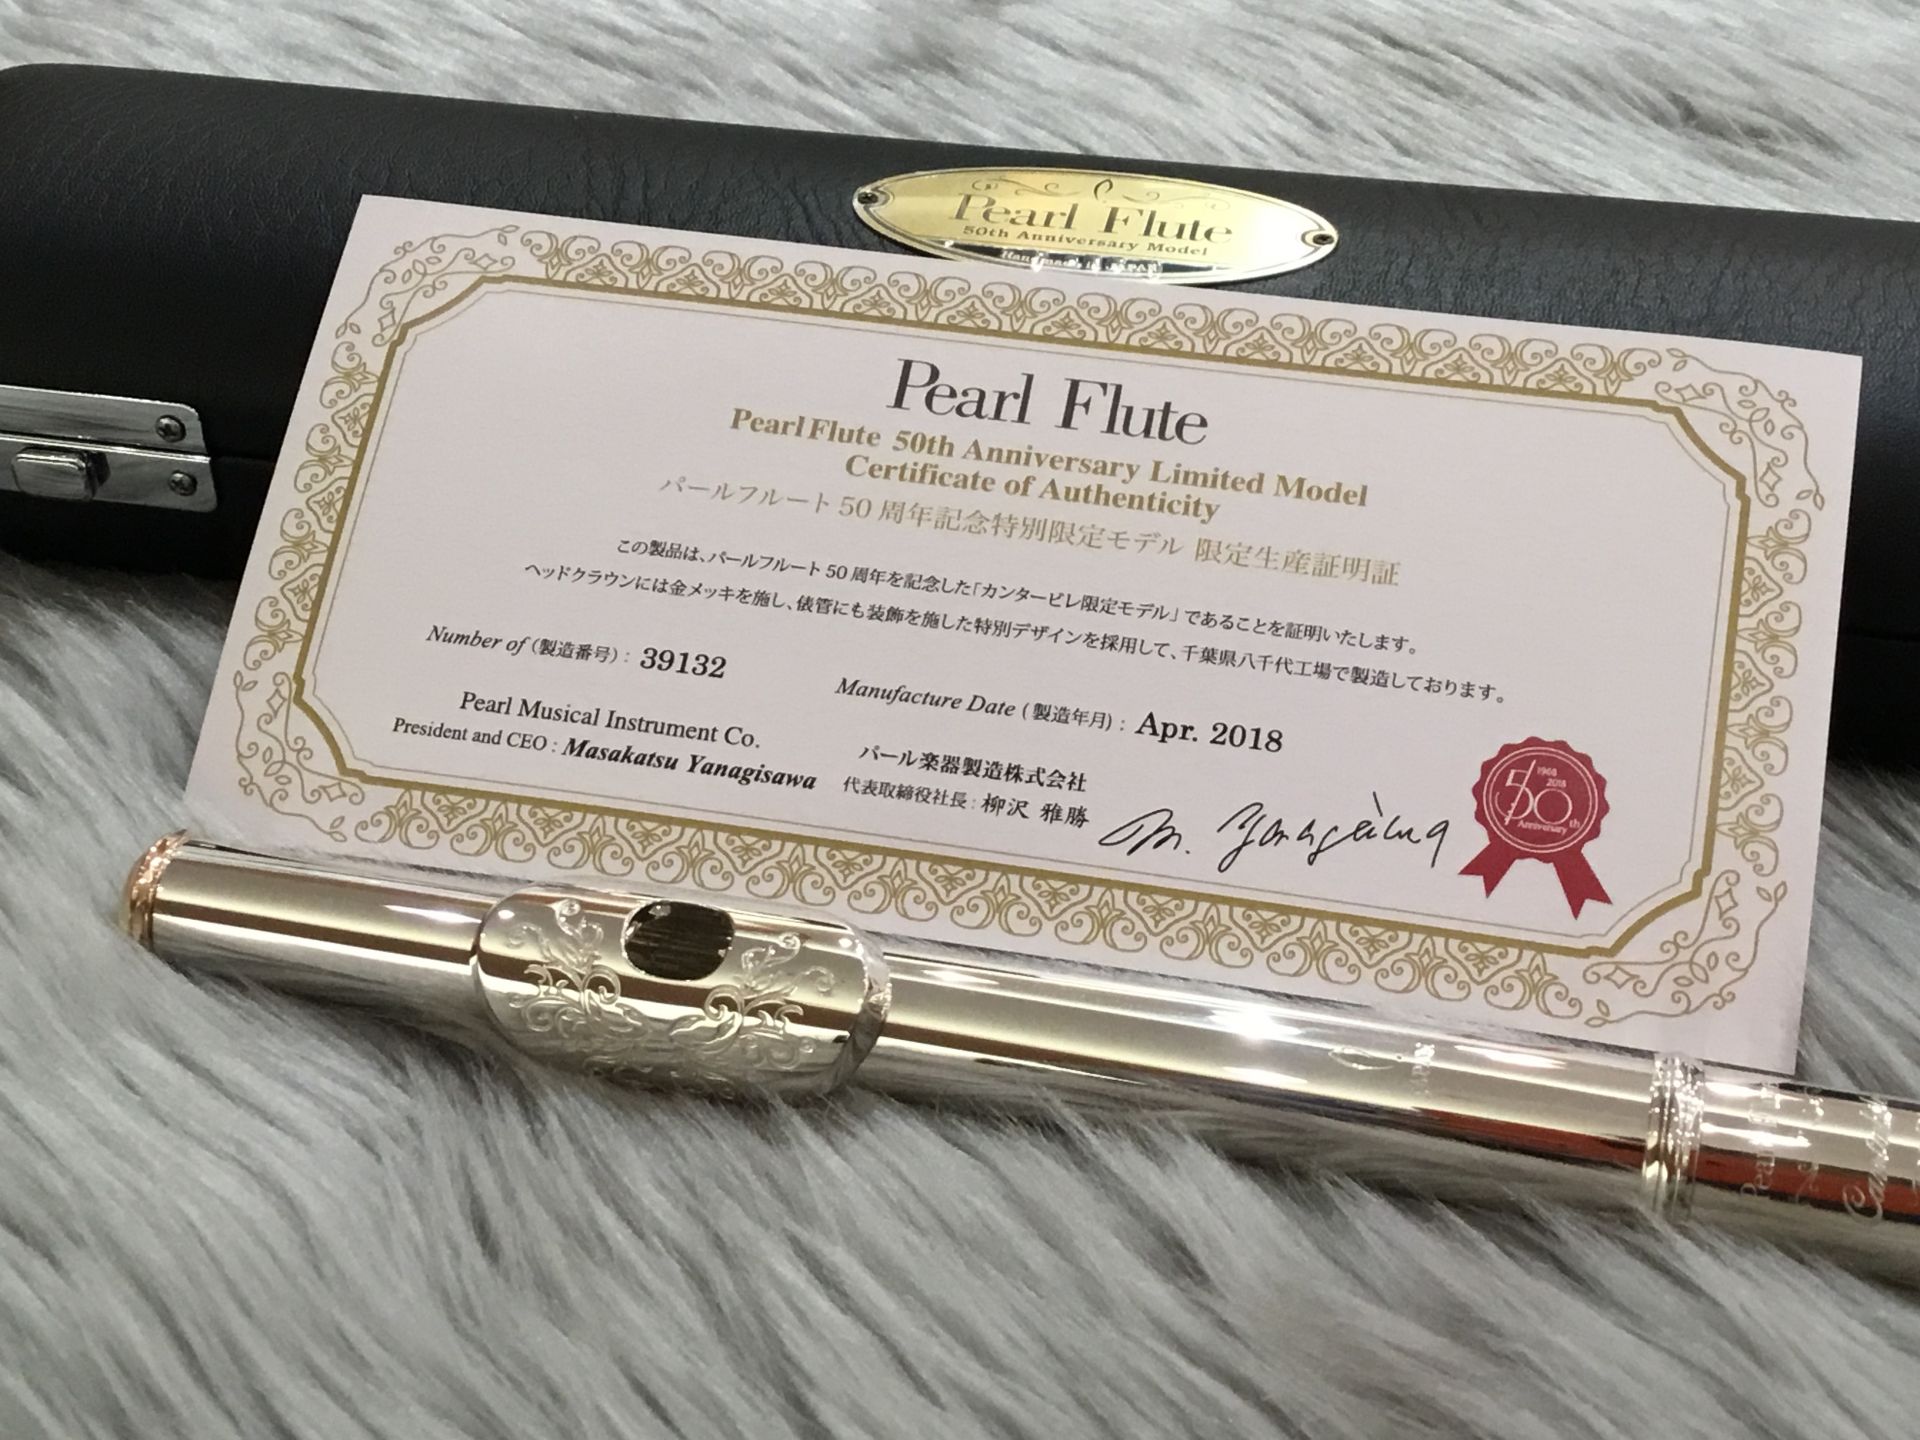 Pearl Flute
50th Anniversary Model
Handmade in JAPAN
Pearl Flute
Pearl Flute 50th Anniversary Limited Model
Certificate of Authenticity
パールフルート 50 周年記念特別限定モデル 限定生産証明証
この製品は、パールフルート 50 周年を記念した「カンタービレ限定モデル」であることを証明いたします。
ヘッドクラウンには金メッキを施し、俵管にも装飾を施した特別デザインを採用して、千葉県八千代工場で製造しております。
Number of (製造番号) : 39132
Manufacture Date (製造年月) : Apr. 2018
Pearl Musical Instrument Co.
President and CEO : Masakatsu Yanagisawa
パール楽器製造株式会社
代表取締役社長 : 柳沢 雅勝
M. Yanagisawa
1968
2018
50th
Anniversary
Pearl